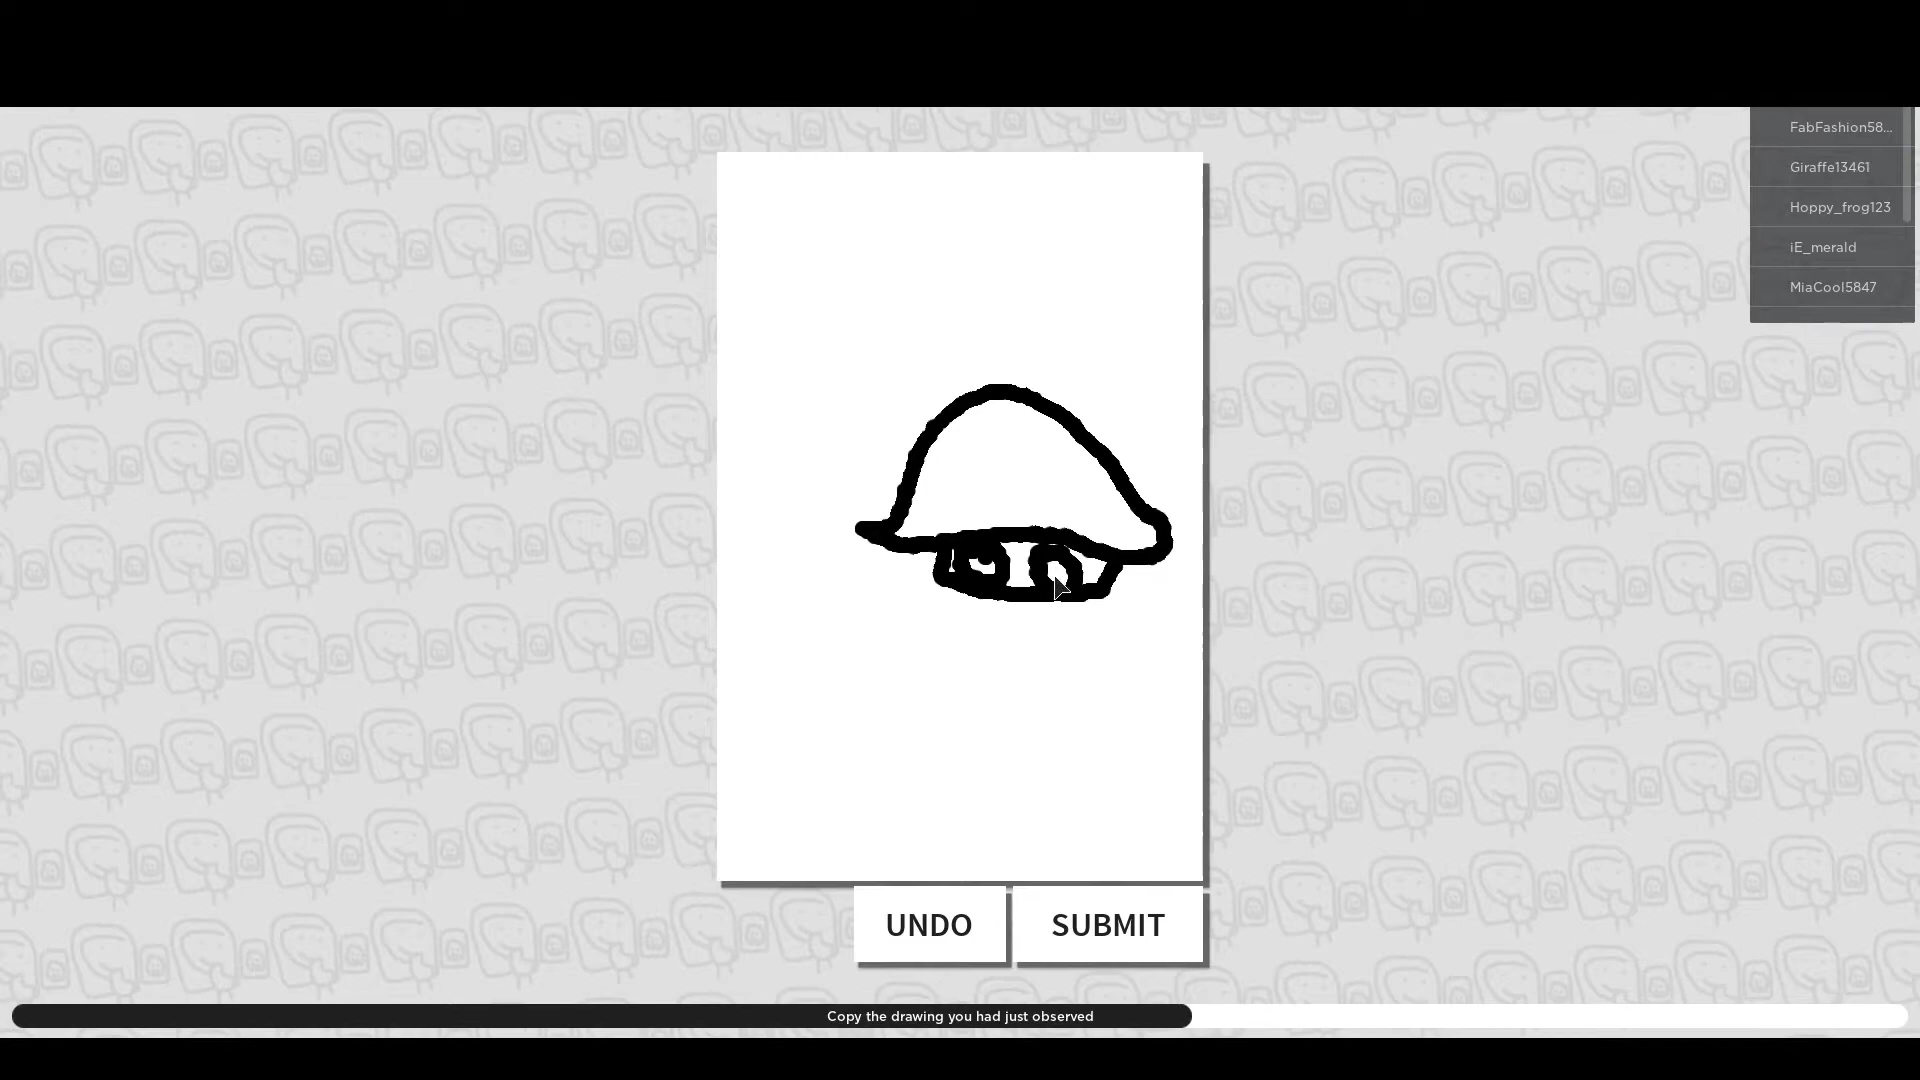 FabFashion58...
Giraffe13461
Hoppy_frog123
iE_merald
MiaCool5847
UNDO
SUBMIT
Copy the drawing you had just observed